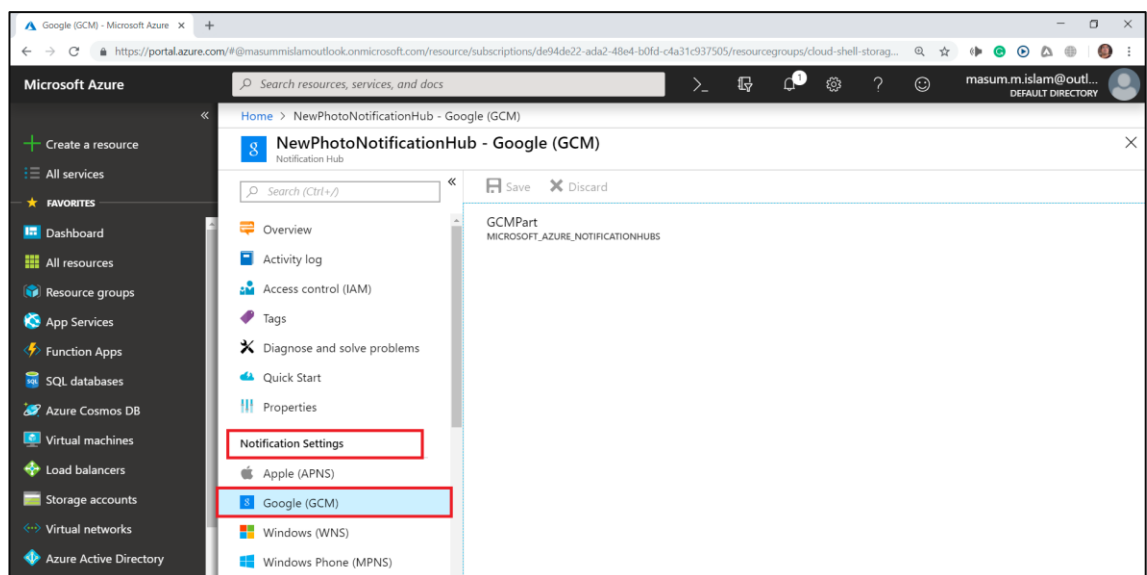 Google (GCM) - Microsoft Azure
https://portal.azure.com/#@masummislamoutlook.onmicrosoft.com/resource/subscriptions/de94de22-ada2-48e4-b0fd-c4a31c937505/resourcegroups/cloud-shell-storag...
Microsoft Azure
Search resources, services, and docs
1
masum.m.islam@outl...
DEFAULT DIRECTORY
Create a resource
All services
FAVORITES
Dashboard
All resources
Resource groups
App Services
Function Apps
SQL databases
Azure Cosmos DB
Virtual machines
Load balancers
Storage accounts
Virtual networks
Azure Active Directory
Home > NewPhotoNotificationHub - Google (GCM)
NewPhotoNotificationHub - Google (GCM)
Notification Hub
Search (Ctrl+/)
Overview
Activity log
Access control (IAM)
Tags
Diagnose and solve problems
Quick Start
Properties
Notification Settings
Apple (APNS)
Google (GCM)
Windows (WNS)
Windows Phone (MPNS)
Save
Discard
GCMPart
MICROSOFT_AZURE_NOTIFICATIONHUBS